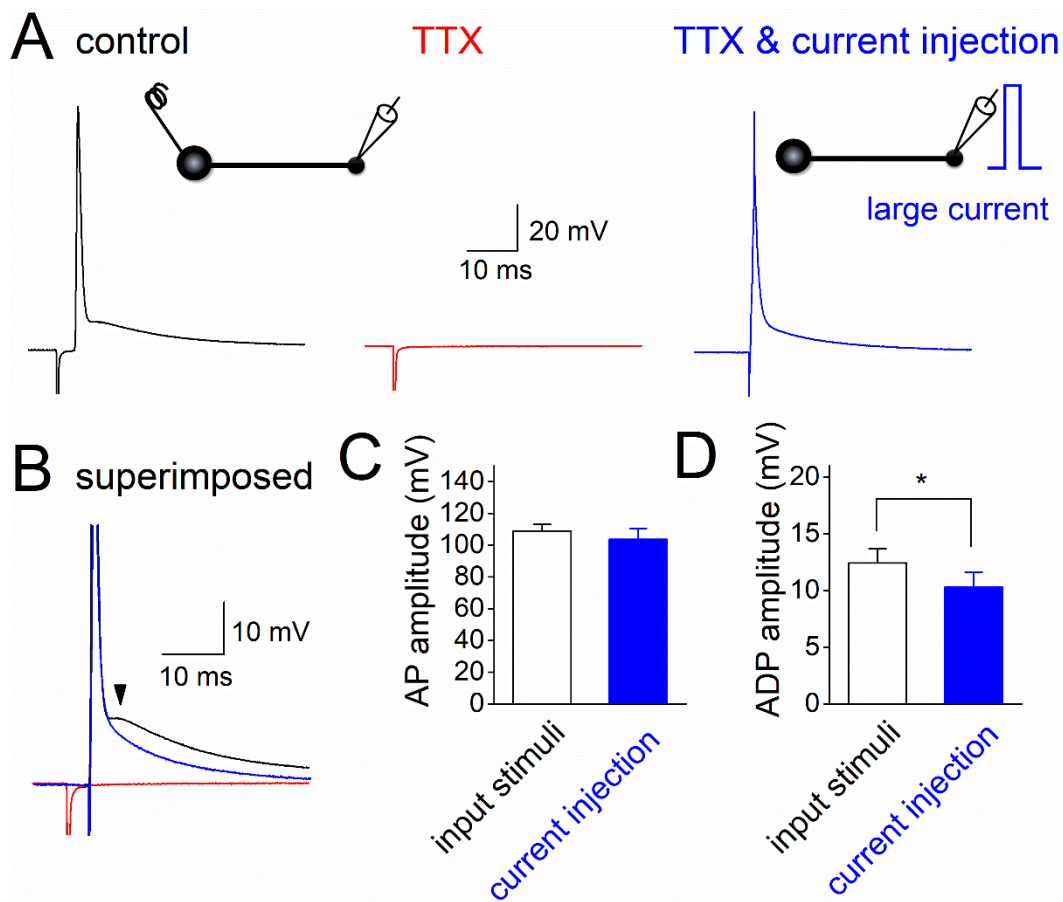 A control
TTX
TTX & current injection
large current
20 mV
10 ms
B superimposed
10 mV
10 ms
C
AP amplitude (mV)
140
120
100
80
60
40
20
0
input stimuli
current injection
D
ADP amplitude (mV)
20
15
10
5
0
*
input stimuli
current injection